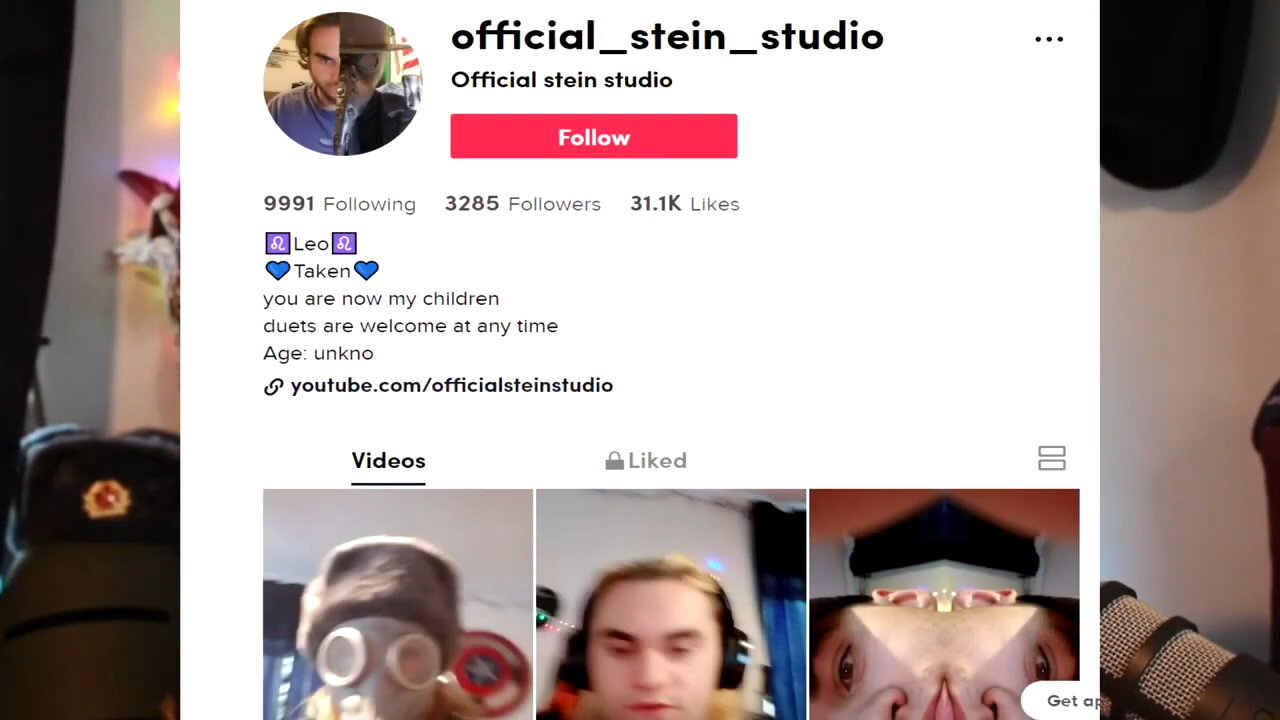 official_stein_studio
Official stein studio
Follow
9991 Following 3285 Followers 31.1K Likes
♌Leo♌
💙Taken💙
you are now my children
duets are welcome at any time
Age: unkno
youtube.com/officialsteinstudio
Videos Liked
Get ap